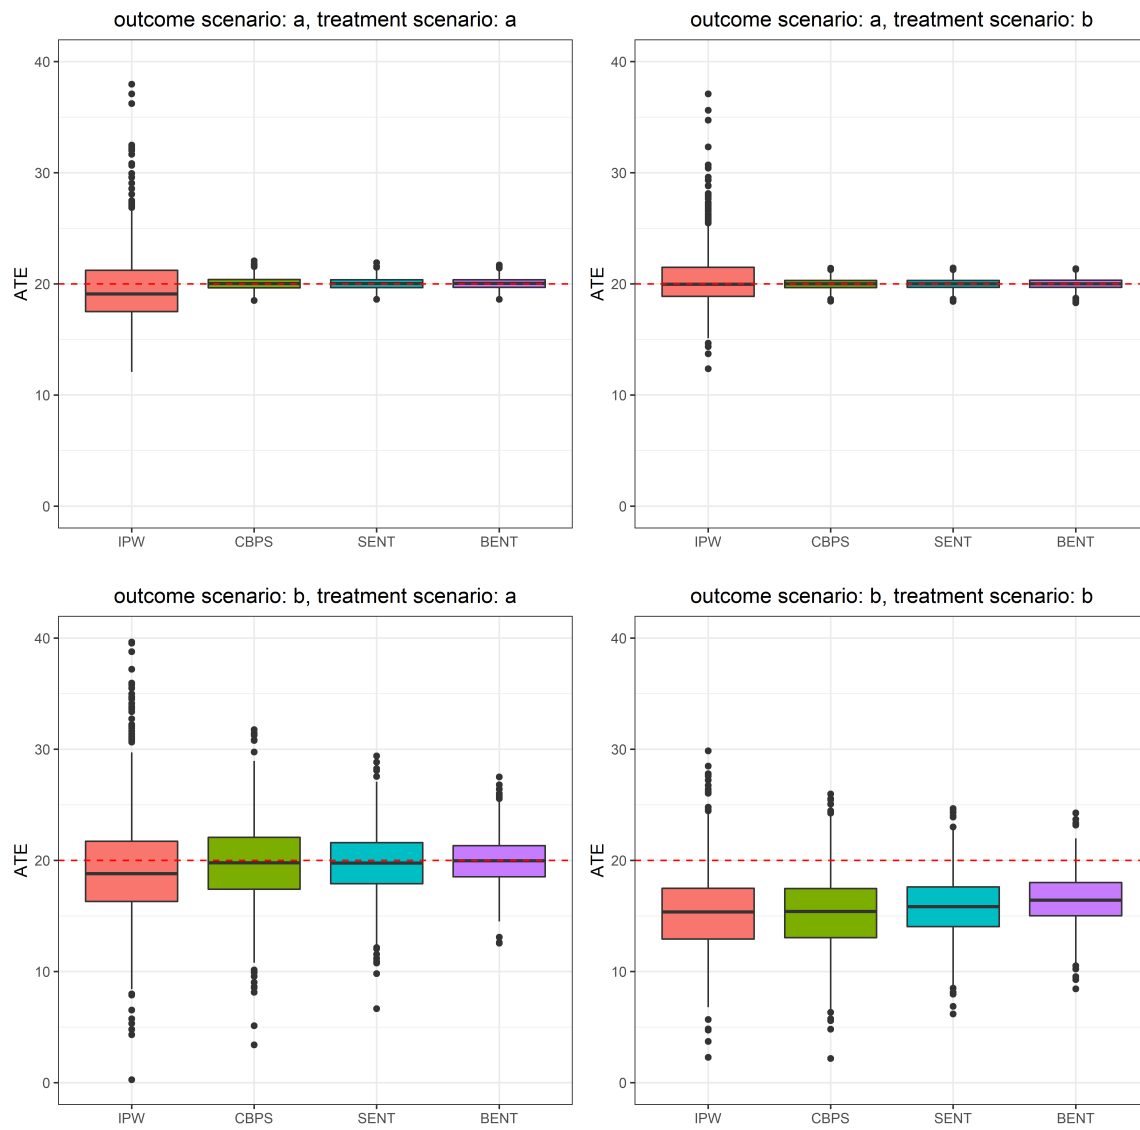 outcome scenario: a, treatment scenario: a
40
30
20
10
0
ATE
IPW CBPS SENT BENT
outcome scenario: a, treatment scenario: b
40
30
20
10
0
ATE
IPW CBPS SENT BENT
outcome scenario: b, treatment scenario: a
40
30
20
10
0
ATE
IPW CBPS SENT BENT
outcome scenario: b, treatment scenario: b
40
30
20
10
0
ATE
IPW CBPS SENT BENT